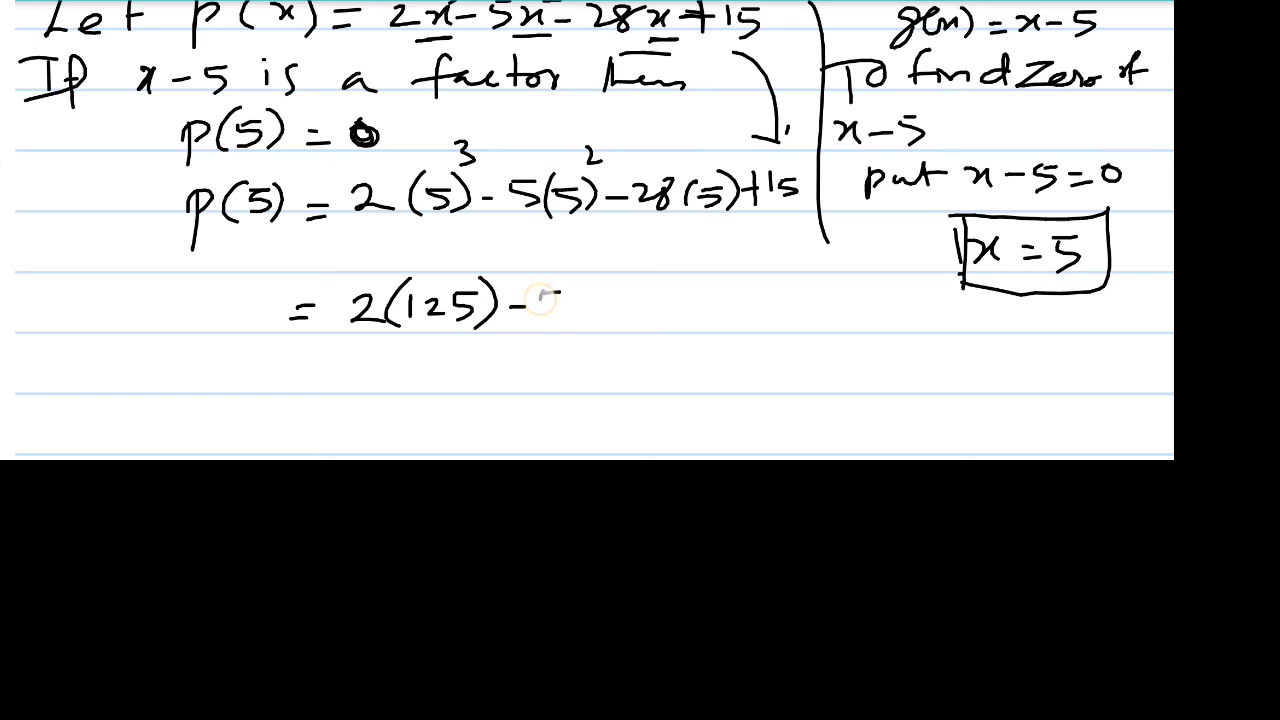 Let p(x) = 2x - 5x - 28x + 15
If x - 5 is a factor then
p(5) = 0
p(5) = 2(5)³ - 5(5)² - 28(5) + 15
= 2(125) -
g(x) = x - 5
To find zero of
x - 5
put x - 5 = 0
x = 5